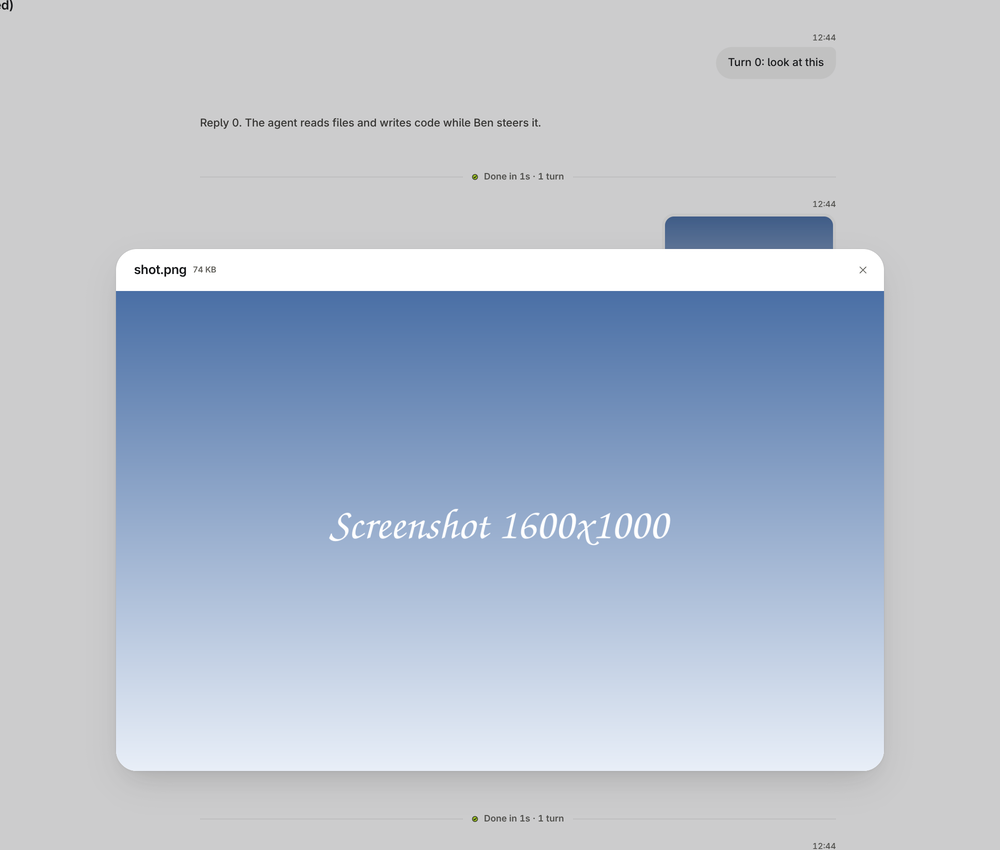 ed)
12:44
Turn 0: look at this
Reply 0. The agent reads files and writes code while Ben steers it.
Done in 1s · 1 turn
12:44
shot.png 74 KB
Screenshot 1600x1000
Done in 1s · 1 turn
12:44